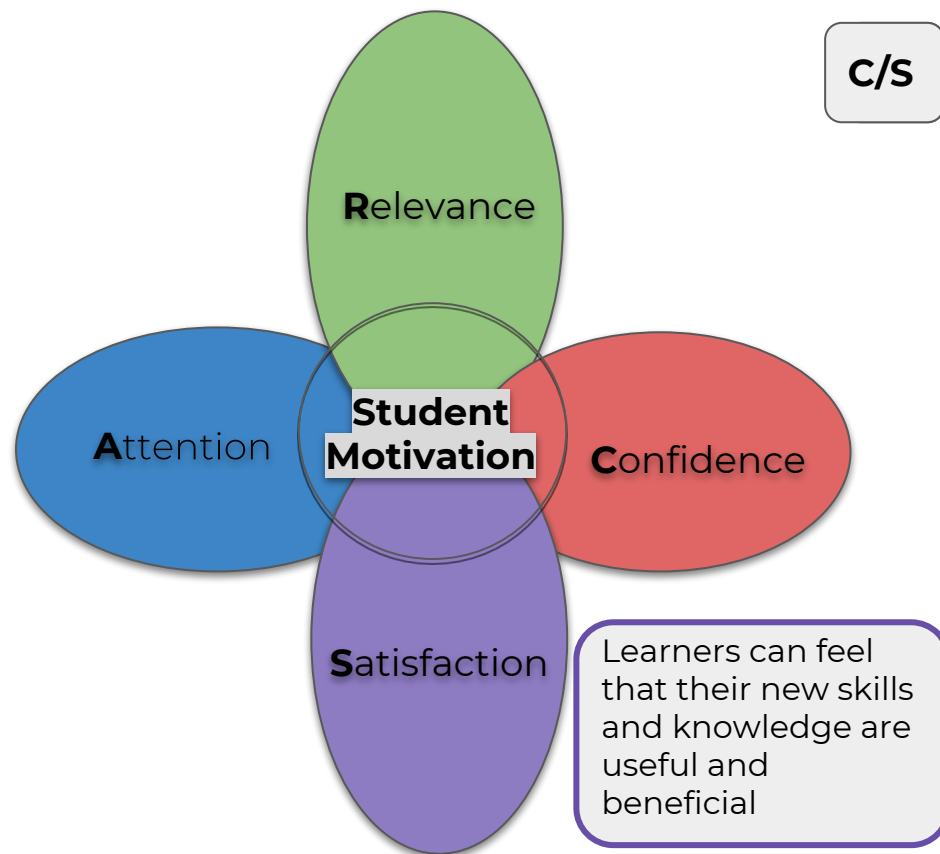 C/S
Relevance
Student
Motivation
Attention
Confidence
Satisfaction
Learners can feel
that their new skills
and knowledge are
useful and
beneficial